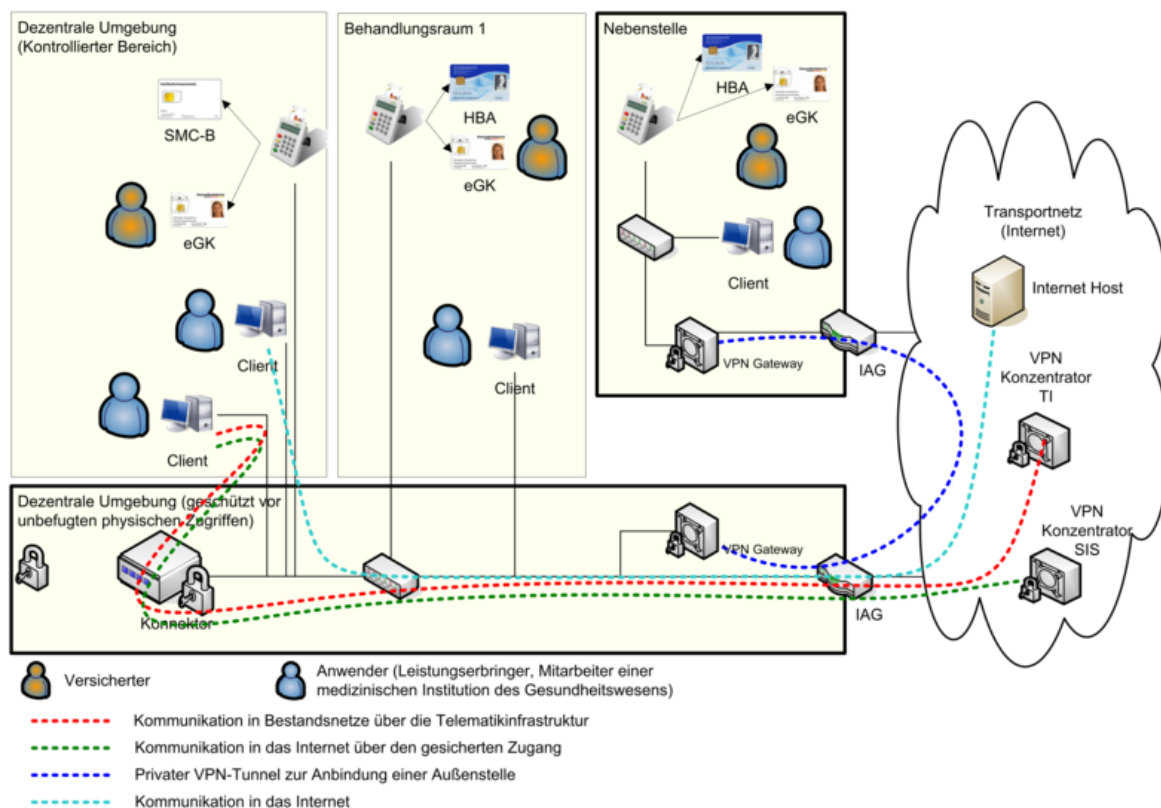 Dezentrale Umgebung
(Kontrollierter Bereich)
SMC-B
eGK
Client
Client
Behandlungsraum 1
HBA
eGK
Client
Nebenstelle
HBA
eGK
Client
VPN Gateway
IAG
Transportnetz
(Internet)
Internet Host
VPN
Konzentrator
TI
VPN
Konzentrator
SIS
Dezentrale Umgebung (geschützt vor
unbefugten physischen Zugriffen)
Konnektor
VPN Gateway
IAG
Versicherter
Anwender (Leistungserbringer, Mitarbeiter einer
medizinischen Institution des Gesundheitswesens)
Kommunikation in Bestandsnetze über die Telematikinfrastruktur
Kommunikation in das Internet über den gesicherten Zugang
Privater VPN-Tunnel zur Anbindung einer Außenstelle
Kommunikation in das Internet